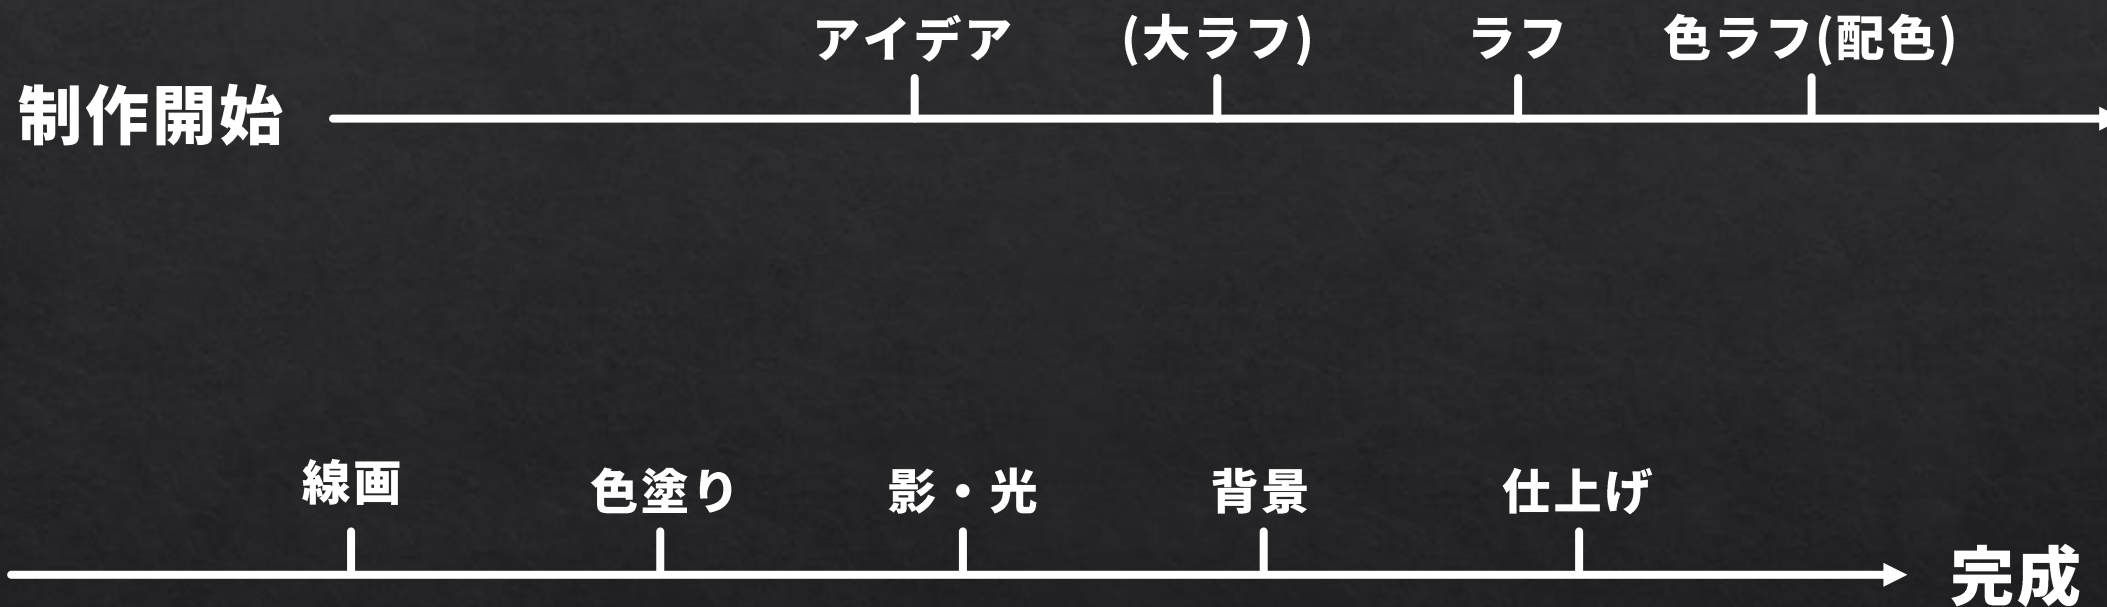 アイデア
(大ラフ)
ラフ
色ラフ(配色)
制作開始
線画
色塗り
影・光
背景
仕上げ
完成